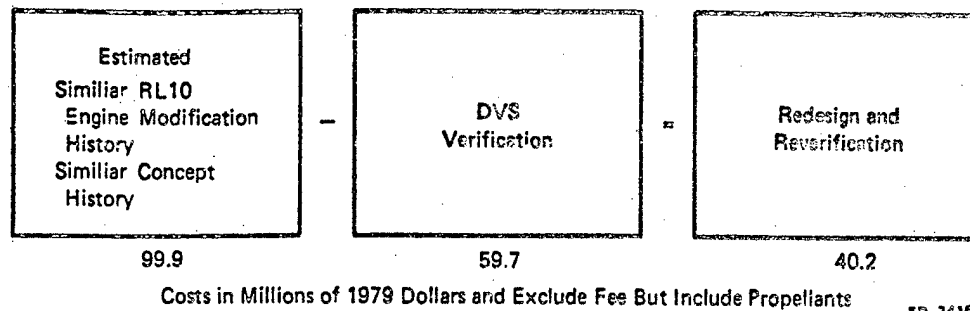 Estimated
Similiar RL10
Engine Modification
History
Similiar Concept
History
–
DVS
Verification
=
Redesign and
Reverification
99.9
59.7
40.2
Costs in Millions of 1979 Dollars and Exclude Fee But Include Propellants